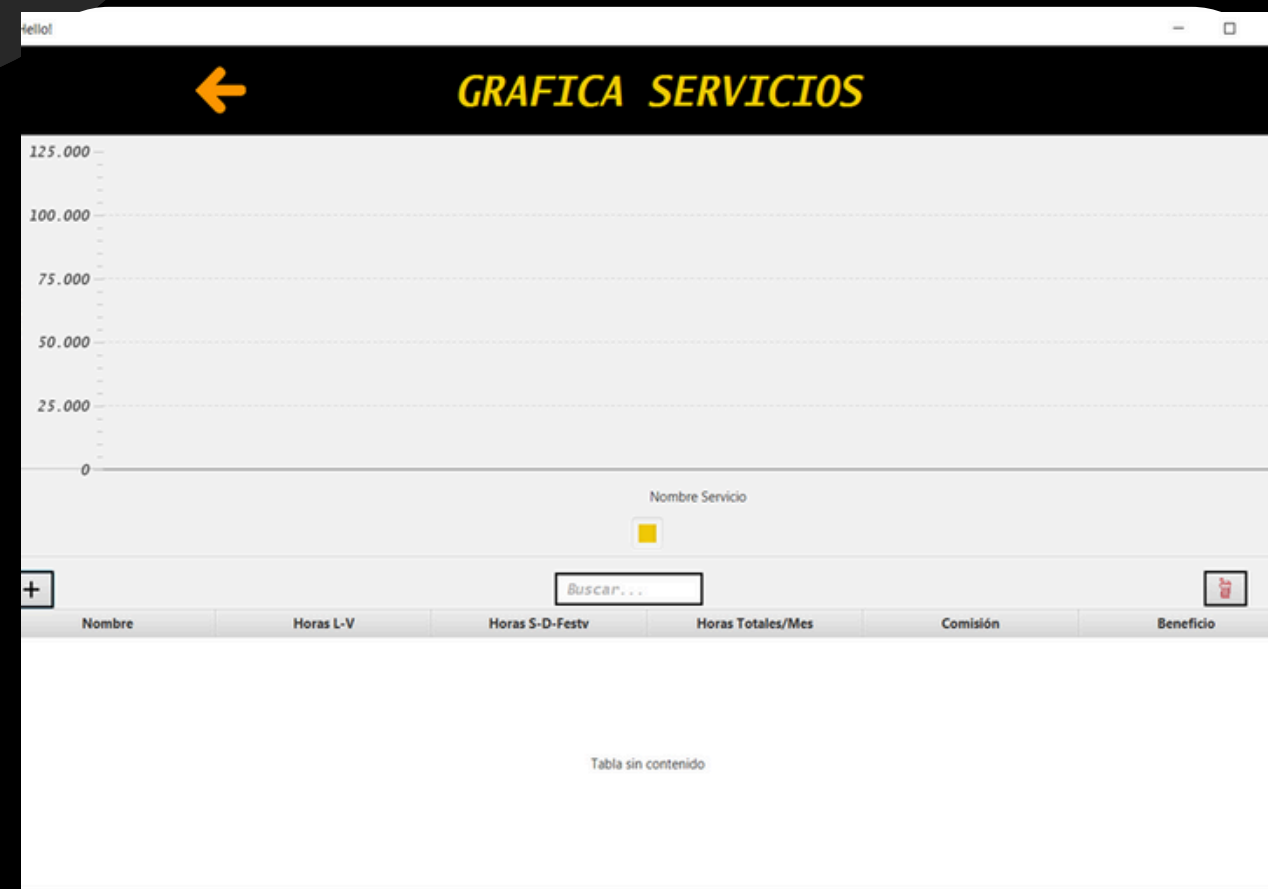 Hello!
GRAFICA SERVICIOS
125.000
100.000
75.000
50.000
25.000
0
Nombre Servicio
+
Buscar...
Nombre Horas L-V Horas S-D-Festv Horas Totales/Mes Comisión Beneficio
Tabla sin contenido